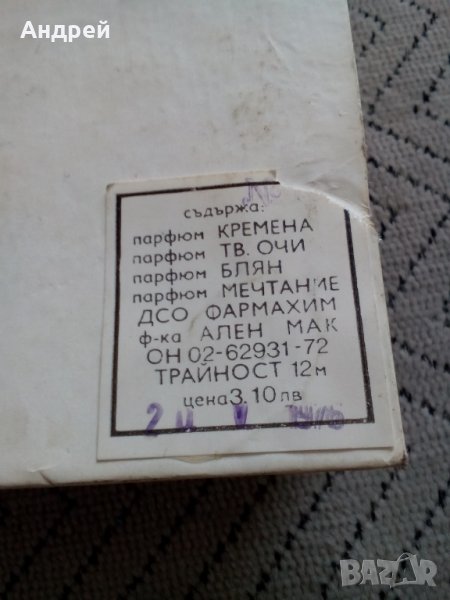 Андрей
съдържа:
парфюм КРЕМЕНА
парфюм ТВ. ОЧИ
парфюм БЛЯН
парфюм МЕЧТАНИЕ
ДСО ФАРМАХИМ
ф-ка АЛЕН МАК
ОН 02-62931-72
ТРАЙНОСТ 12м
цена 3.10 лв
BAZAR